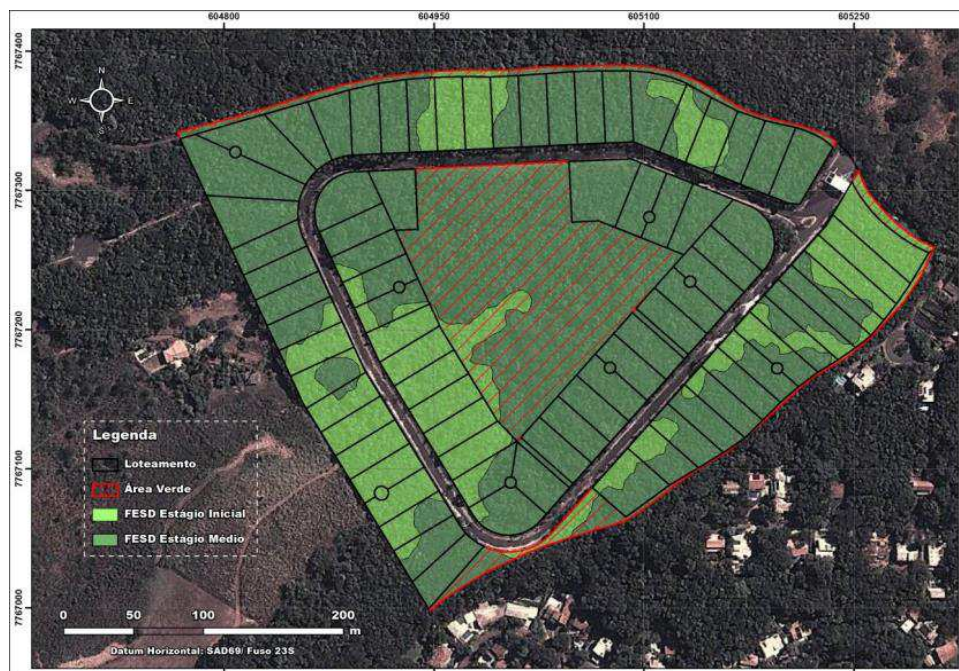 604800 604950 605100 605250
7767400
7767300
7767200
7767100
7767000
N
W E
S
Legenda
Loteamento
Área Verde
FESD Estágio Inicial
FESD Estágio Médio
0 50 100 200
m
Datum Horizontal: SAD69/ Fuso 23S